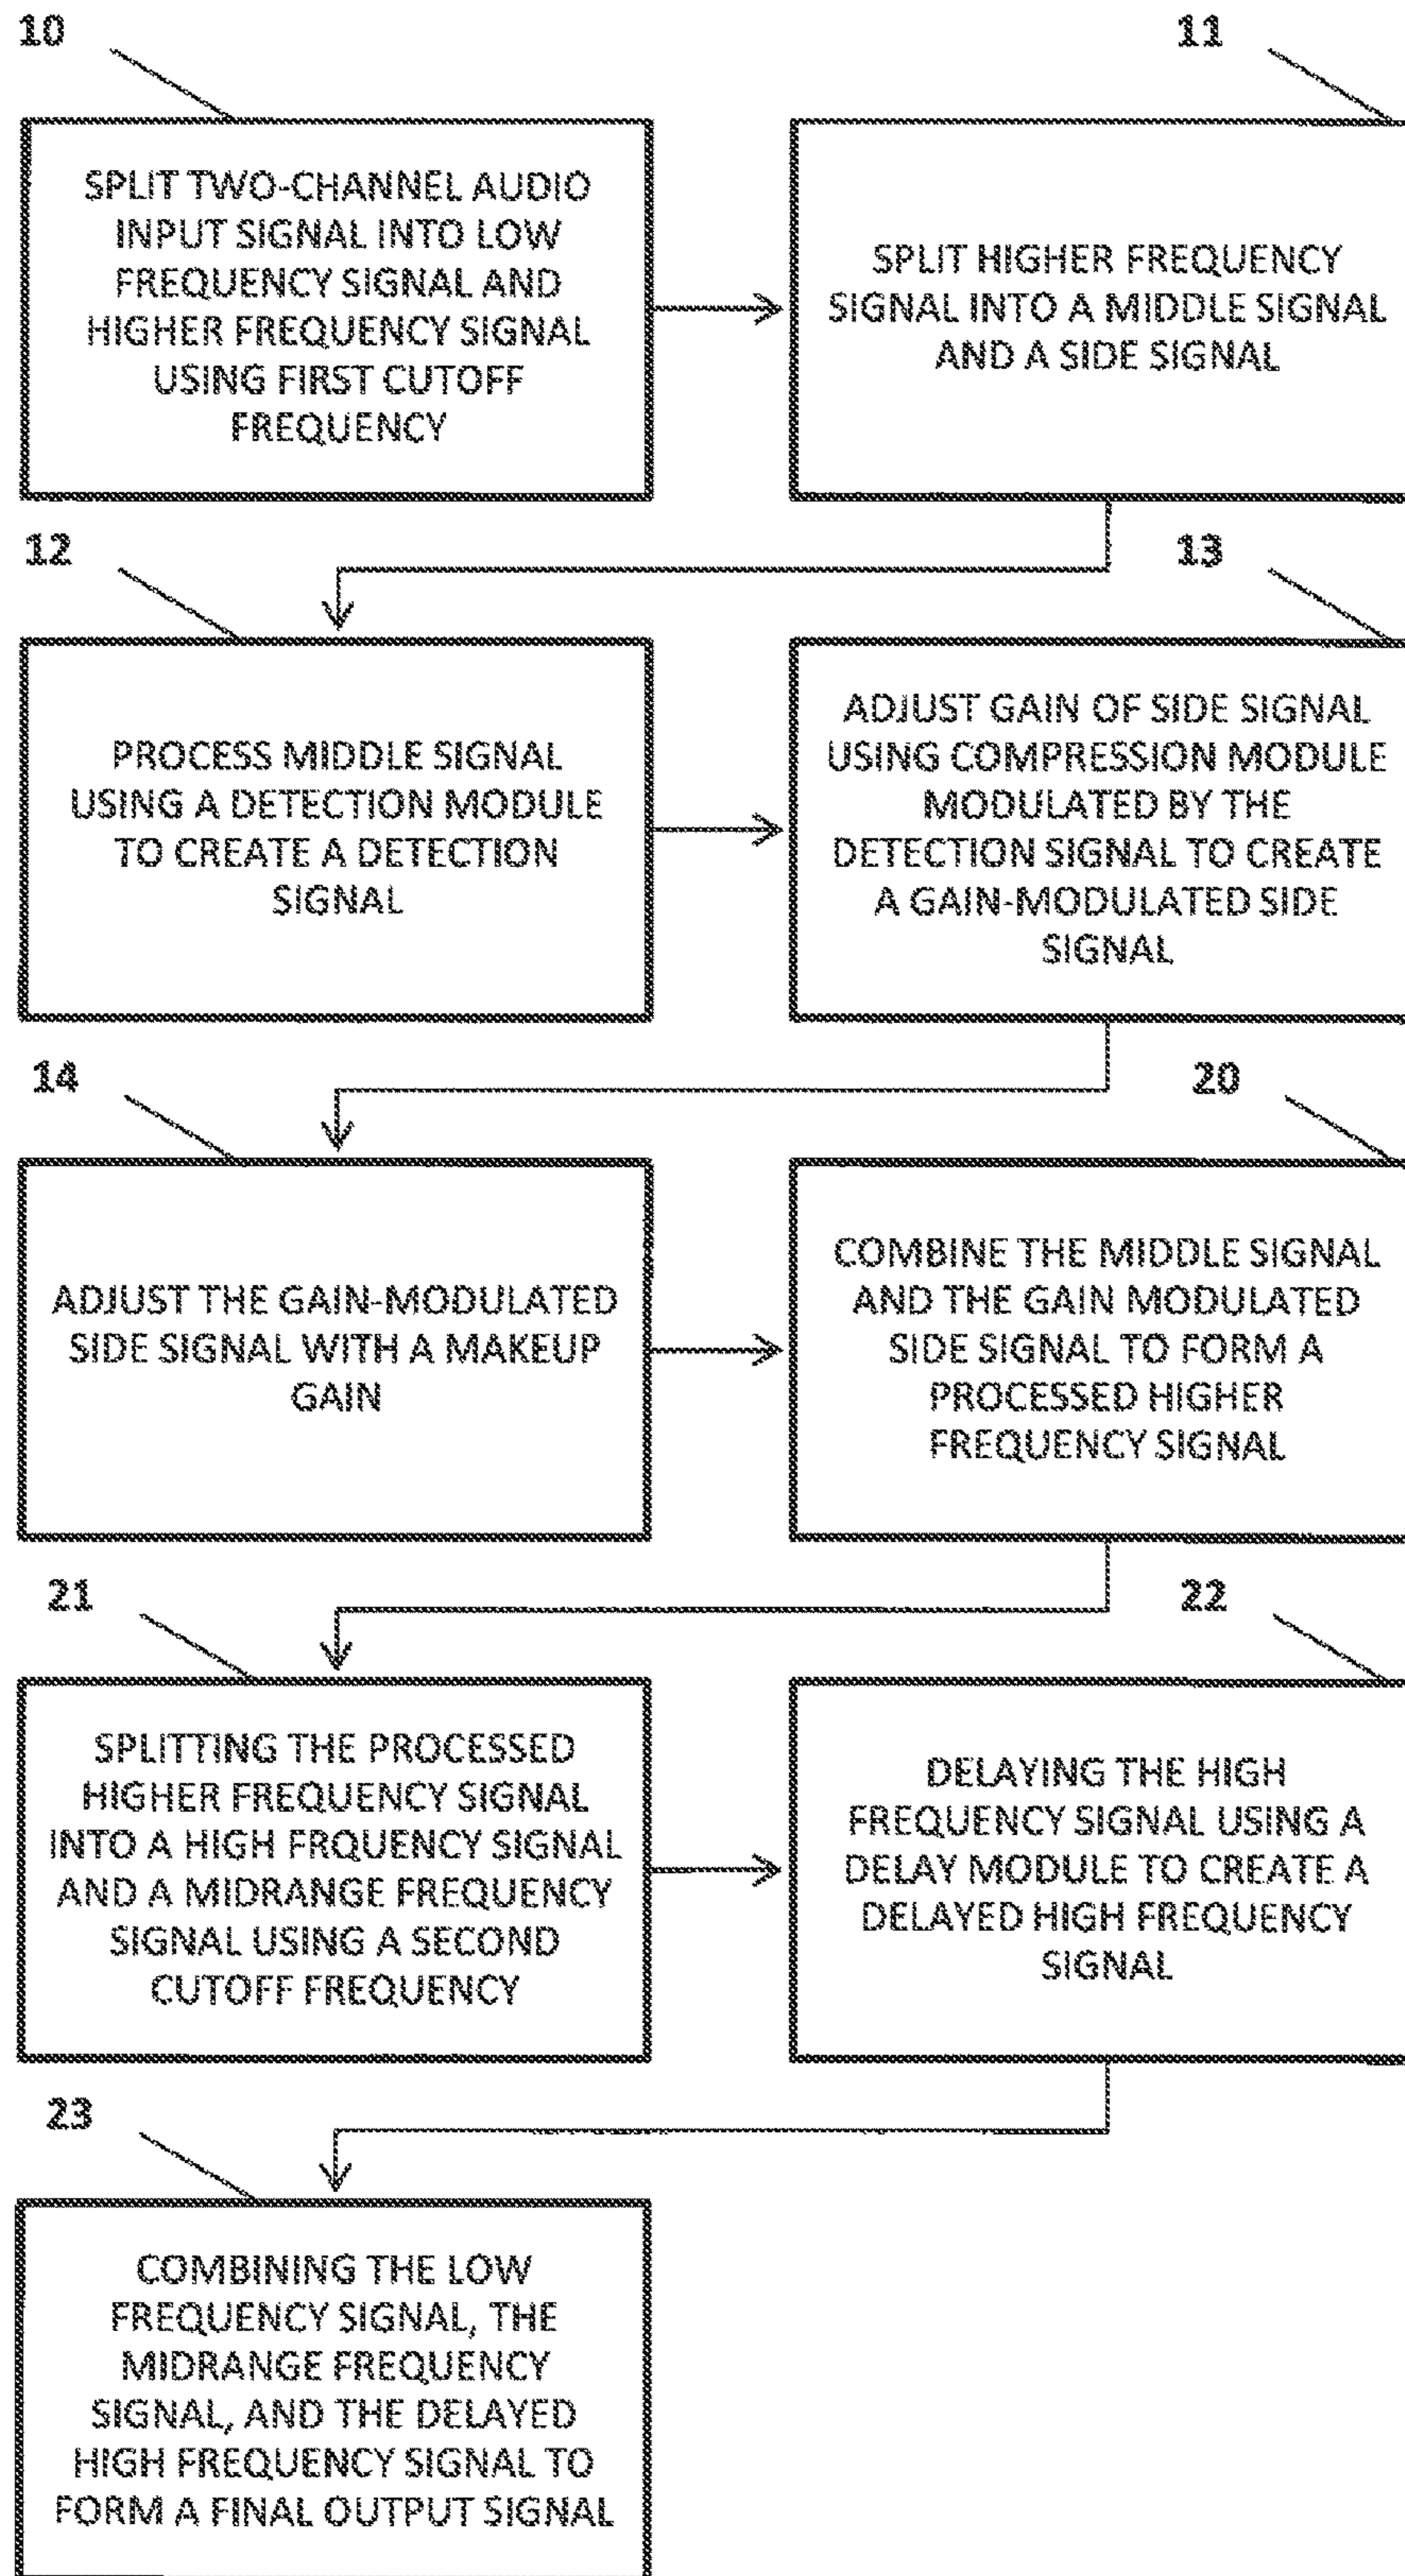 10
SPLIT TWO-CHANNEL AUDIO
INPUT SIGNAL INTO LOW
FREQUENCY SIGNAL AND
HIGHER FREQUENCY SIGNAL
USING FIRST CUTOFF
FREQUENCY
11
SPLIT HIGHER FREQUENCY
SIGNAL INTO A MIDDLE SIGNAL
AND A SIDE SIGNAL
12
PROCESS MIDDLE SIGNAL
USING A DETECTION MODULE
TO CREATE A DETECTION
SIGNAL
13
ADJUST GAIN OF SIDE SIGNAL
USING COMPRESSION MODULE
MODULATED BY THE
DETECTION SIGNAL TO CREATE
A GAIN-MODULATED SIDE
SIGNAL
14
ADJUST THE GAIN-MODULATED
SIDE SIGNAL WITH A MAKEUP
GAIN
20
COMBINE THE MIDDLE SIGNAL
AND THE GAIN MODULATED
SIDE SIGNAL TO FORM A
PROCESSED HIGHER
FREQUENCY SIGNAL
21
SPLITTING THE PROCESSED
HIGHER FREQUENCY SIGNAL
INTO A HIGH FRQUENCY SIGNAL
AND A MIDRANGE FREQUENCY
SIGNAL USING A SECOND
CUTOFF FREQUENCY
22
DELAYING THE HIGH
FREQUENCY SIGNAL USING A
DELAY MODULE TO CREATE A
DELAYED HIGH FREQUENCY
SIGNAL
23
COMBINING THE LOW
FREQUENCY SIGNAL, THE
MIDRANGE FREQUENCY
SIGNAL, AND THE DELAYED
HIGH FREQUENCY SIGNAL TO
FORM A FINAL OUTPUT SIGNAL